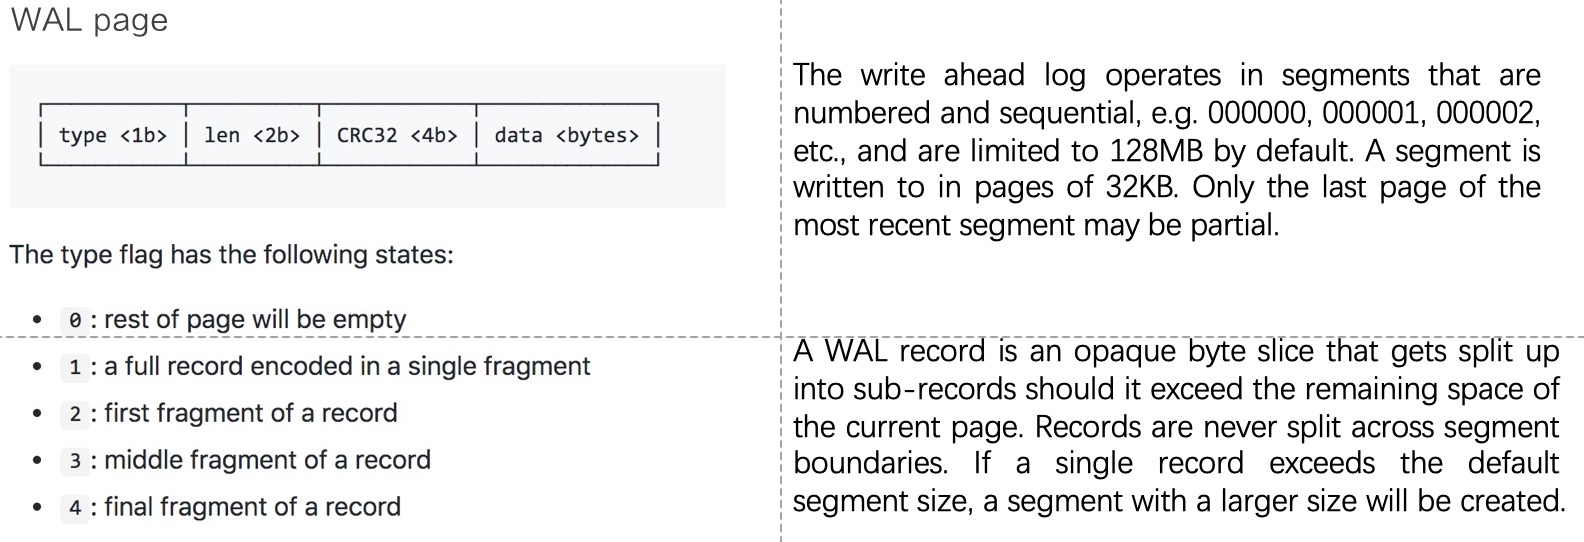 WAL page
type <1b> | len <2b> | CRC32 <4b> | data <bytes>
The type flag has the following states:
• 0 : rest of page will be empty
• 1 : a full record encoded in a single fragment
• 2 : first fragment of a record
• 3 : middle fragment of a record
• 4 : final fragment of a record
The write ahead log operates in segments that are
numbered and sequential, e.g. 000000, 000001, 000002,
etc., and are limited to 128MB by default. A segment is
written to in pages of 32KB. Only the last page of the
most recent segment may be partial.
A WAL record is an opaque byte slice that gets split up
into sub-records should it exceed the remaining space of
the current page. Records are never split across segment
boundaries. If a single record exceeds the default
segment size, a segment with a larger size will be created.